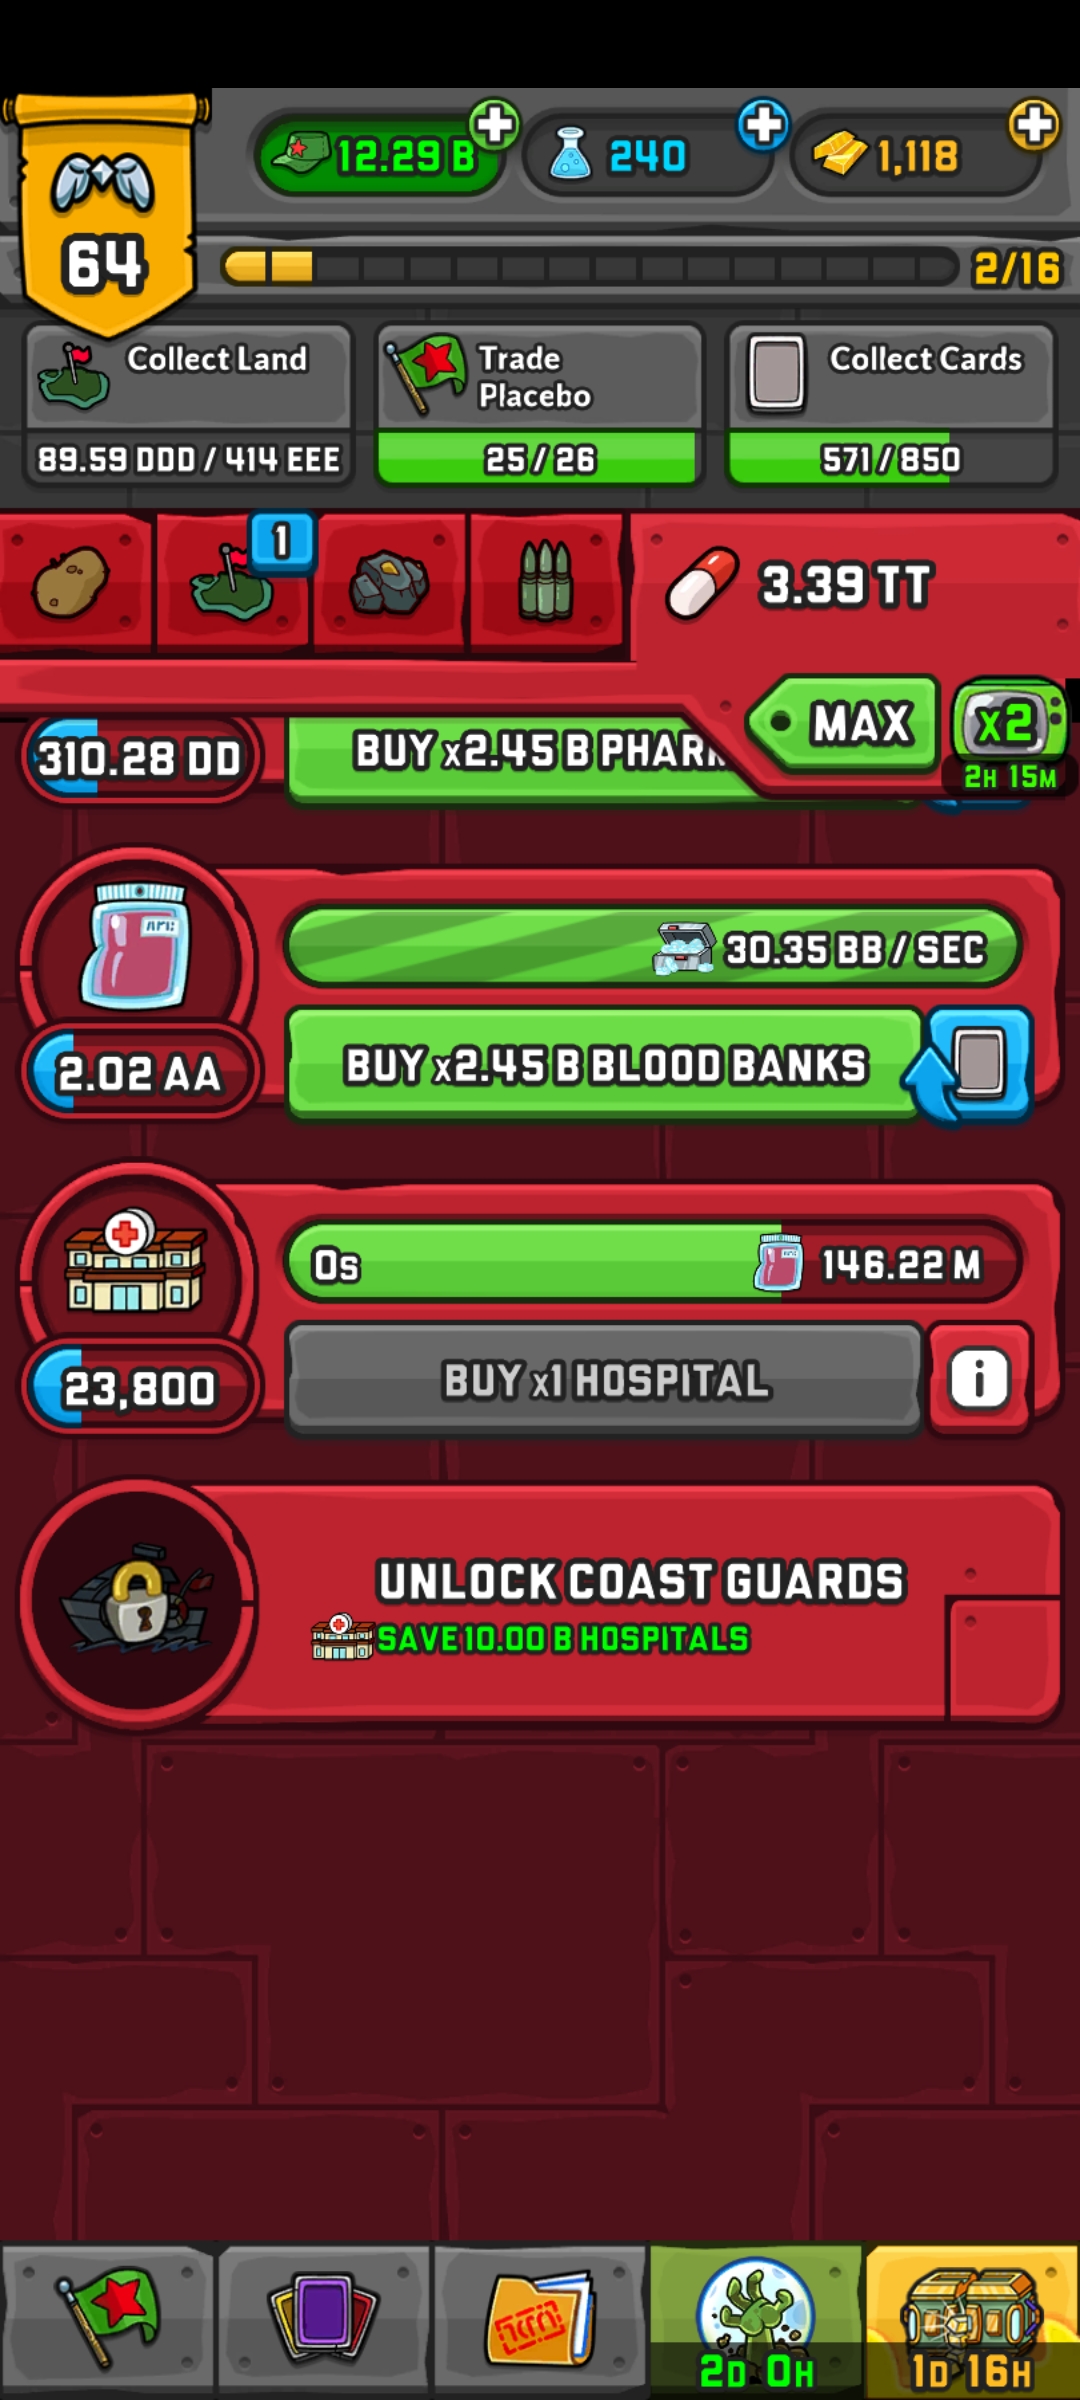 12.29 B
240
1,118
64
2/16
Collect Land
89.59 DDD / 414 EEE
Trade
Placebo
25 / 26
Collect Cards
571 / 850
1
3.39 TT
MAX
x2
2H 15M
310.28 DD
BUY x2.45 B
30.35 BB / SEC
2.02 AA
BUY x2.45 B BLOOD BANKS
0s
146.22 M
23,800
BUY x1 HOSPITAL
i
UNLOCK COAST GUARDS
SAVE 10.00 B HOSPITALS
2D 0H
1D 16H